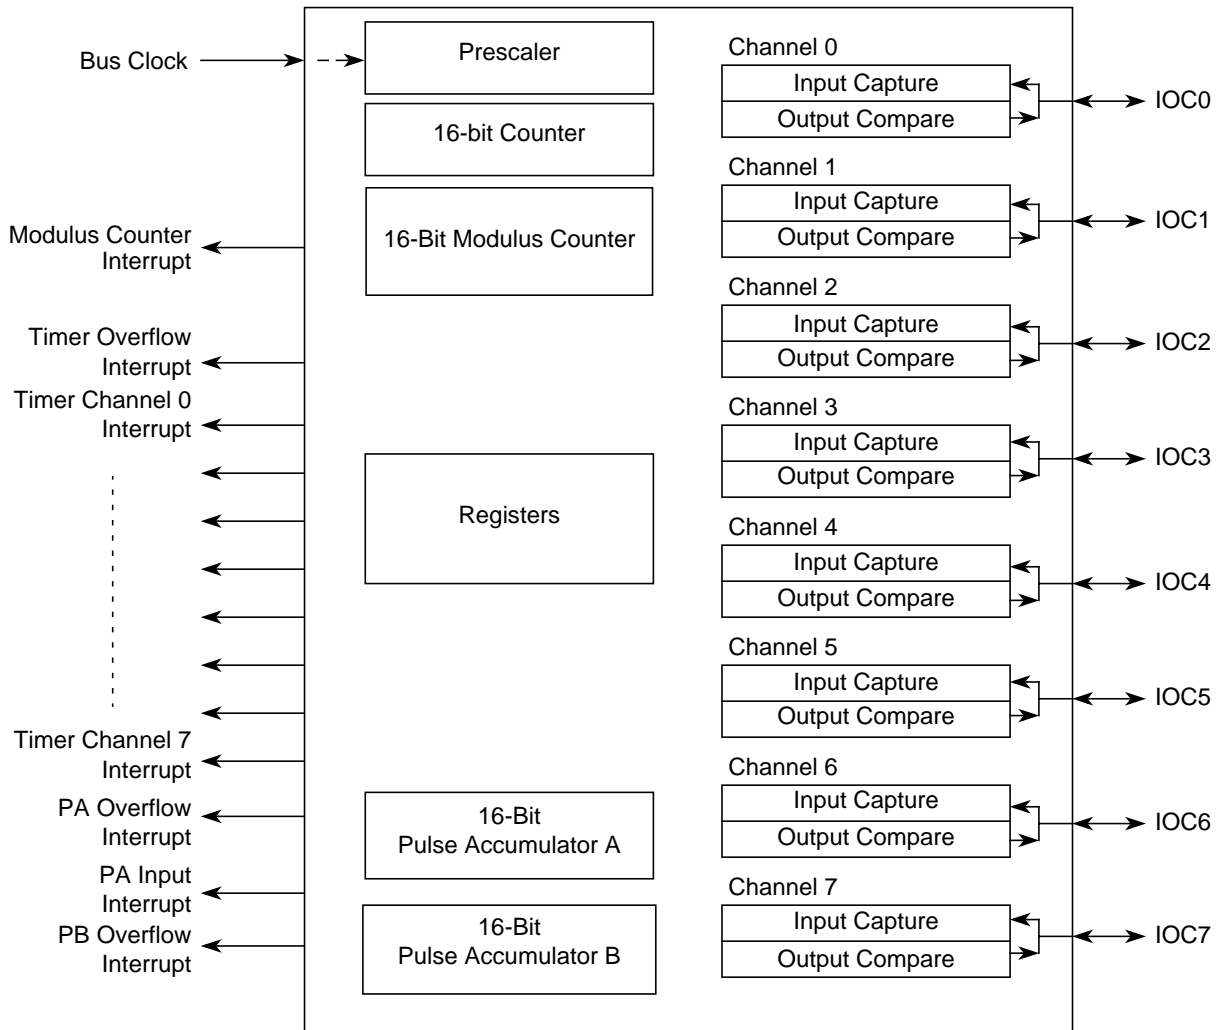 Bus Clock
Modulus Counter
Interrupt
Timer Overflow
Interrupt
Timer Channel 0
Interrupt
Timer Channel 7
Interrupt
PA Overflow
Interrupt
PA Input
Interrupt
PB Overflow
Interrupt
Prescaler
16-bit Counter
16-Bit Modulus Counter
Registers
16-Bit
Pulse Accumulator A
16-Bit
Pulse Accumulator B
Channel 0
Input Capture
Output Compare
IOC0
Channel 1
Input Capture
Output Compare
IOC1
Channel 2
Input Capture
Output Compare
IOC2
Channel 3
Input Capture
Output Compare
IOC3
Channel 4
Input Capture
Output Compare
IOC4
Channel 5
Input Capture
Output Compare
IOC5
Channel 6
Input Capture
Output Compare
IOC6
Channel 7
Input Capture
Output Compare
IOC7